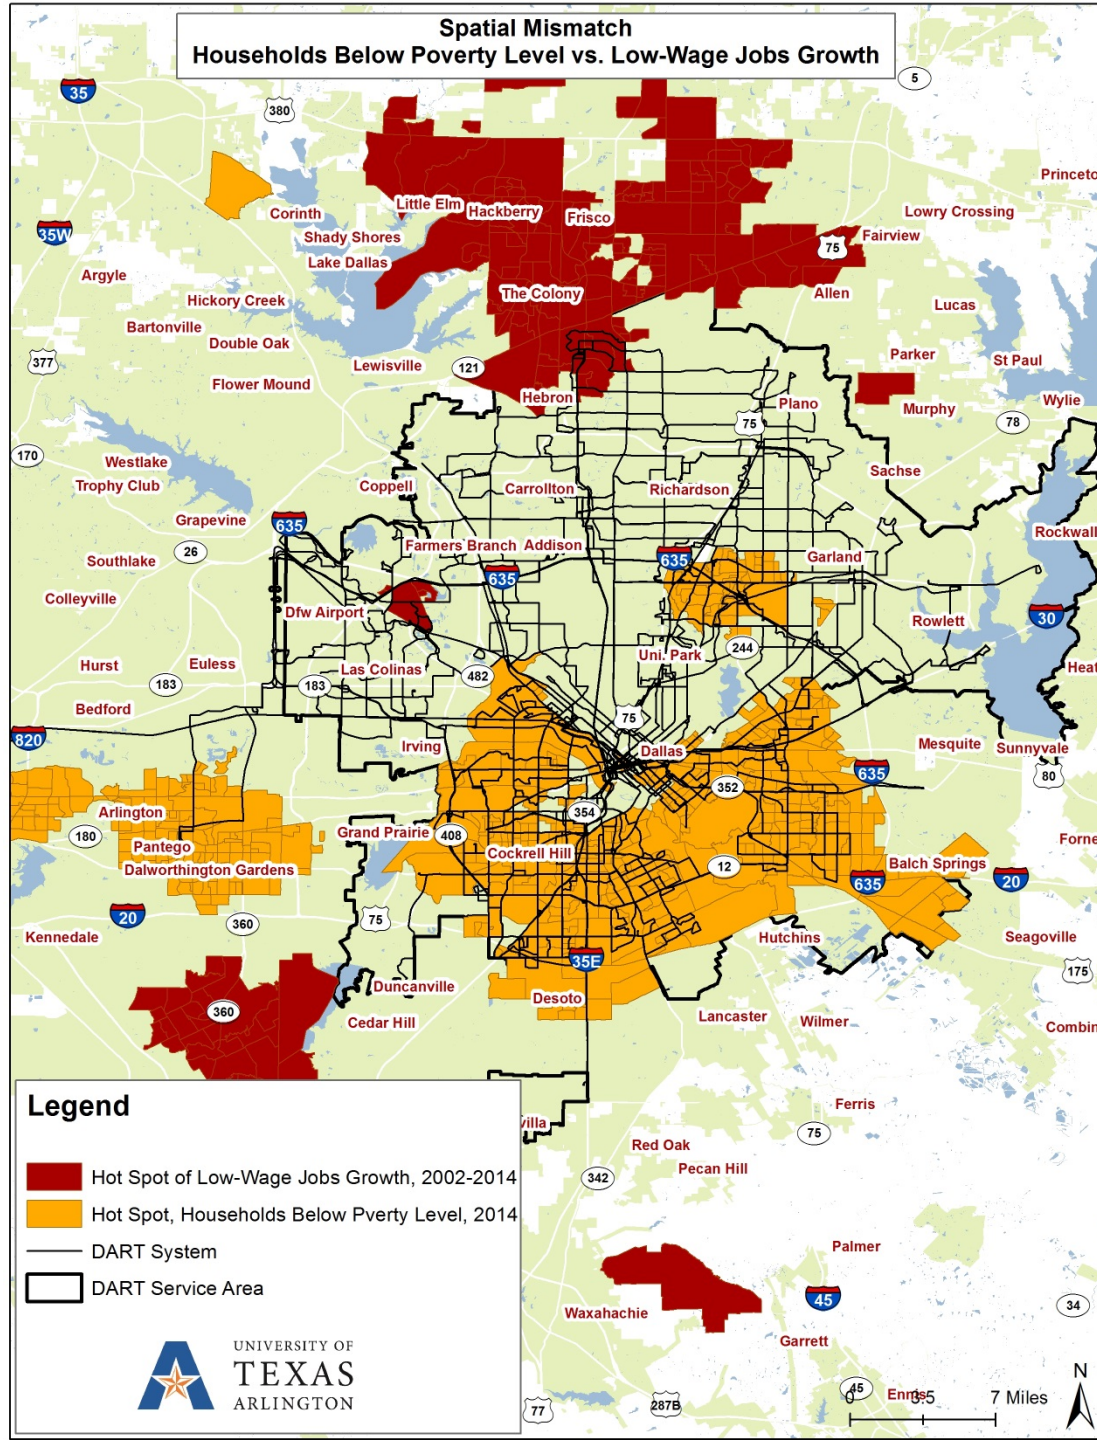 Spatial Mismatch
Households Below Poverty Level vs. Low-Wage Jobs Growth
35
380
5
Princeto
Little Elm
Hackberry
Frisco
Lowry Crossing
Corinth
35W
Shady Shores
75
Fairview
Lake Dallas
Argyle
The Colony
Allen
Hickory Creek
Lucas
Bartonville
Double Oak
377
Lewisville
121
Parker
St Paul
Flower Mound
Hebron
Plano
Murphy
Wylie
75
78
170
Westlake
Trophy Club
Coppell
Carrollton
Richardson
Sachse
Grapevine
635
Rockwall
26
Farmers Branch
Addison
635
Garland
Southlake
635
Colleyville
Dfw Airport
Rowlett
30
Hurst
Euless
Las Colinas
482
Uni. Park
244
Heat
183
183
Bedford
75
820
Irving
Dallas
Mesquite
Sunnyvale
635
80
352
Arlington
354
180
Pantego
Grand Prairie
408
Forne
Dalworthington Gardens
Cockrell Hill
12
Balch Springs
635
20
20
360
75
Kennedale
Hutchins
Seagoville
35E
175
Duncanville
Desoto
360
Cedar Hill
Lancaster
Wilmer
Combin
Legend
villa
Ferris
75
Red Oak
Pecan Hill
342
Hot Spot of Low-Wage Jobs Growth, 2002-2014
Hot Spot, Households Below Pverty Level, 2014
DART System
DART Service Area
Palmer
45
34
Waxahachie
Garrett
UNIVERSITY OF
TEXAS
ARLINGTON
N
45
Ennis
77
287B
0 3.5 7 Miles